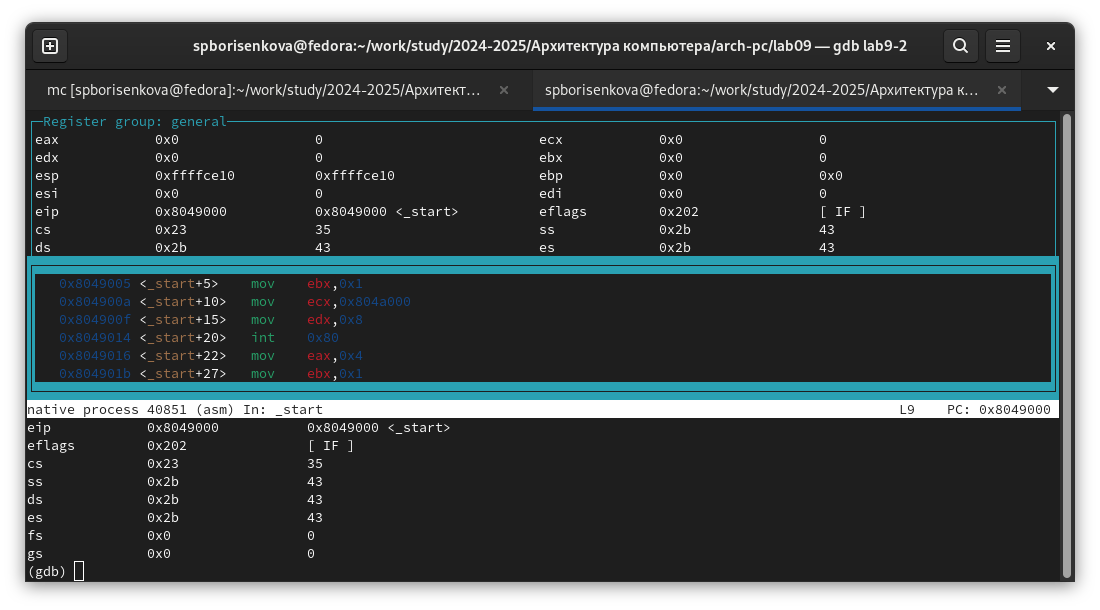 spborisenkova@fedora:~/work/study/2024-2025/Архитектура компьютера/arch-pc/lab09 — gdb lab9-2
mc [spborisenkova@fedora]:~/work/study/2024-2025/Архитект... × spborisenkova@fedora:~/work/study/2024-2025/Архитектура к... ×
Register group: general
eax 0x0 0 ecx 0x0 0
edx 0x0 0 ebx 0x0 0
esp 0xffffce10 0xffffce10 ebp 0x0 0x0
esi 0x0 0 edi 0x0 0
eip 0x8049000 0x8049000 <_start> eflags 0x202 [ IF ]
cs 0x23 35 ss 0x2b 43
ds 0x2b 43 es 0x2b 43
0x8049005 <_start+5> mov ebx,0x1
0x804900a <_start+10> mov ecx,0x804a000
0x804900f <_start+15> mov edx,0x8
0x8049014 <_start+20> int 0x80
0x8049016 <_start+22> mov eax,0x4
0x804901b <_start+27> mov ebx,0x1
native process 40851 (asm) In: _start L9 PC: 0x8049000
eip 0x8049000 0x8049000 <_start>
eflags 0x202 [ IF ]
cs 0x23 35
ss 0x2b 43
ds 0x2b 43
es 0x2b 43
fs 0x0 0
gs 0x0 0
(gdb)